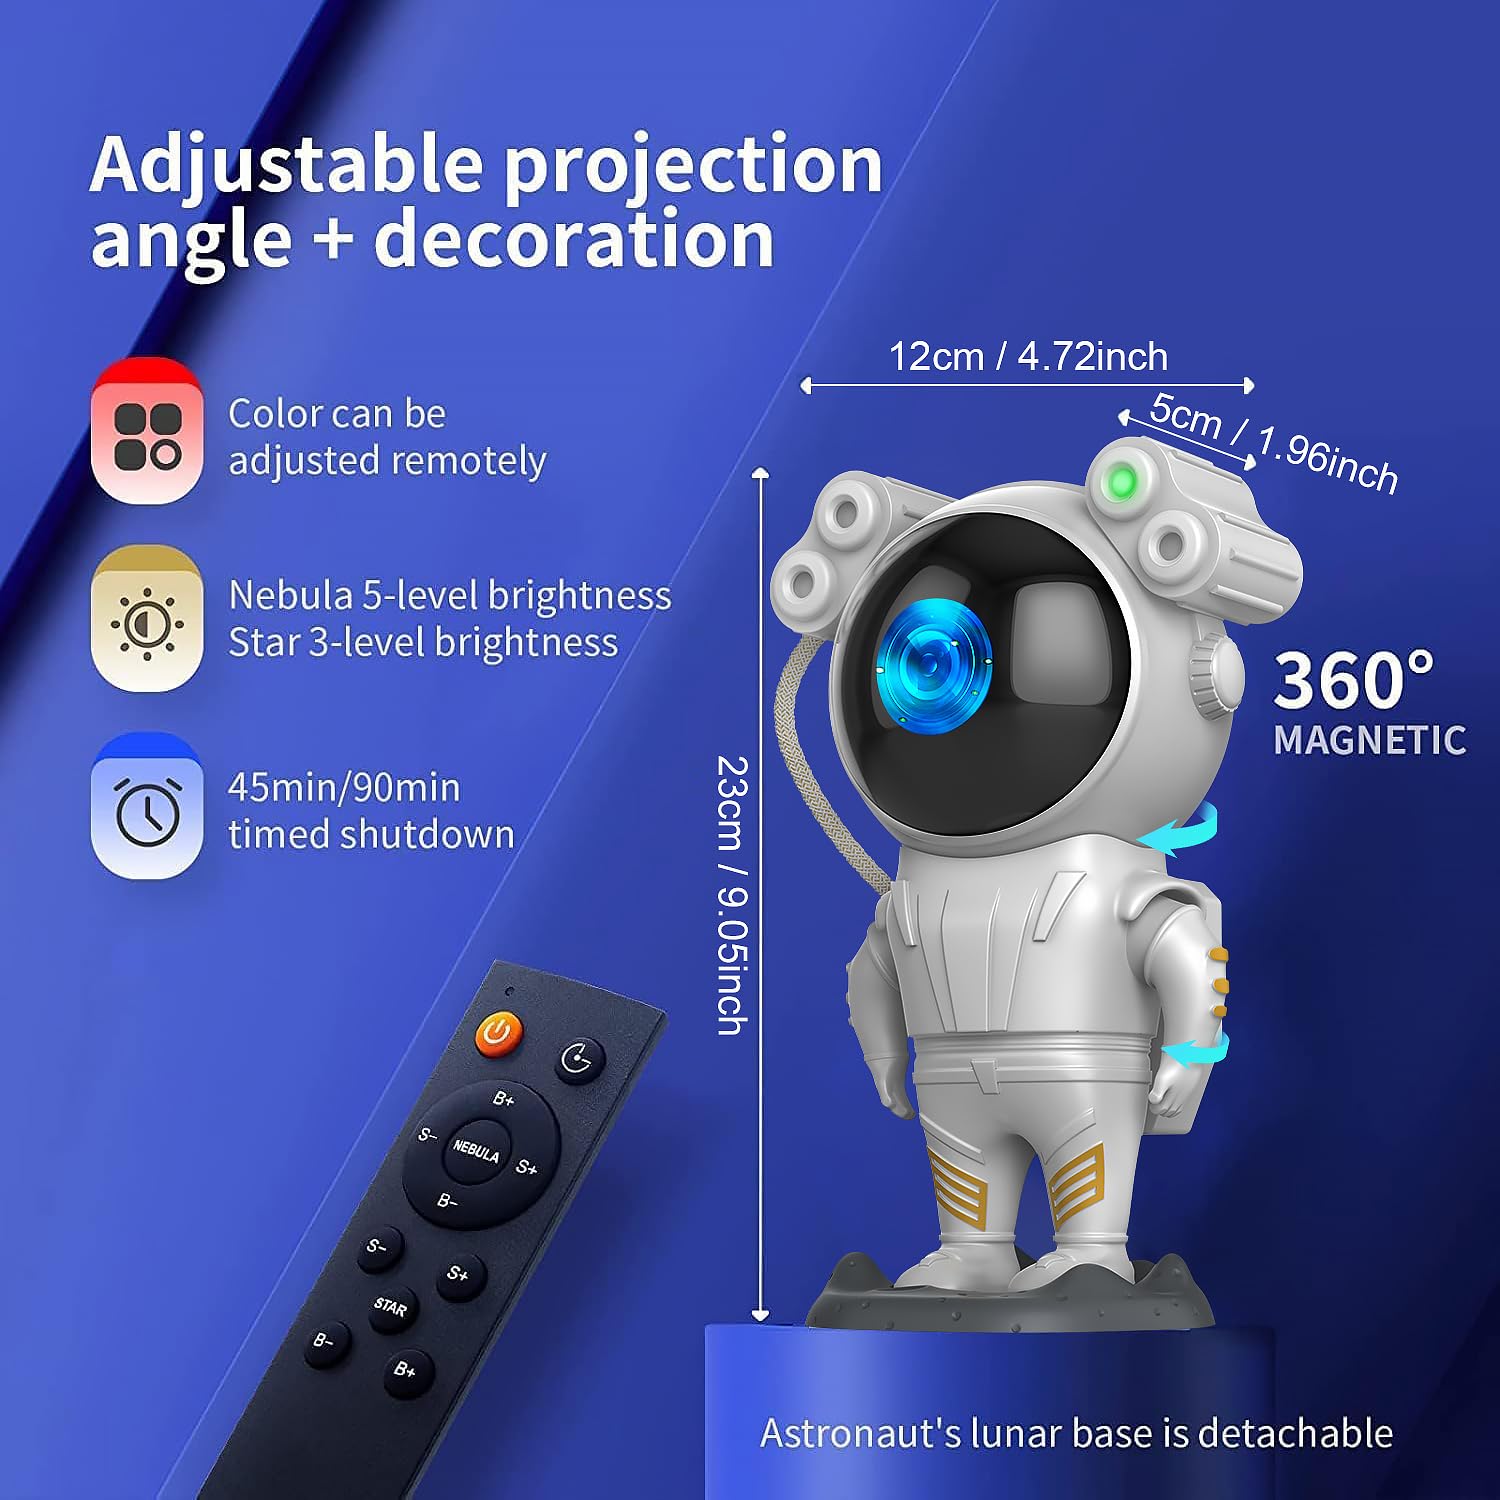 Adjustable projection
angle + decoration
12cm / 4.72inch
5cm / 1.96inch
Color can be
adjusted remotely
Nebula 5-level brightness
Star 3-level brightness
360°
MAGNETIC
45min/90min
timed shutdown
23cm / 9.05inch
B+
S-
NEBULA
S+
B-
S-
S+
STAR
B-
B+
Astronaut's lunar base is detachable